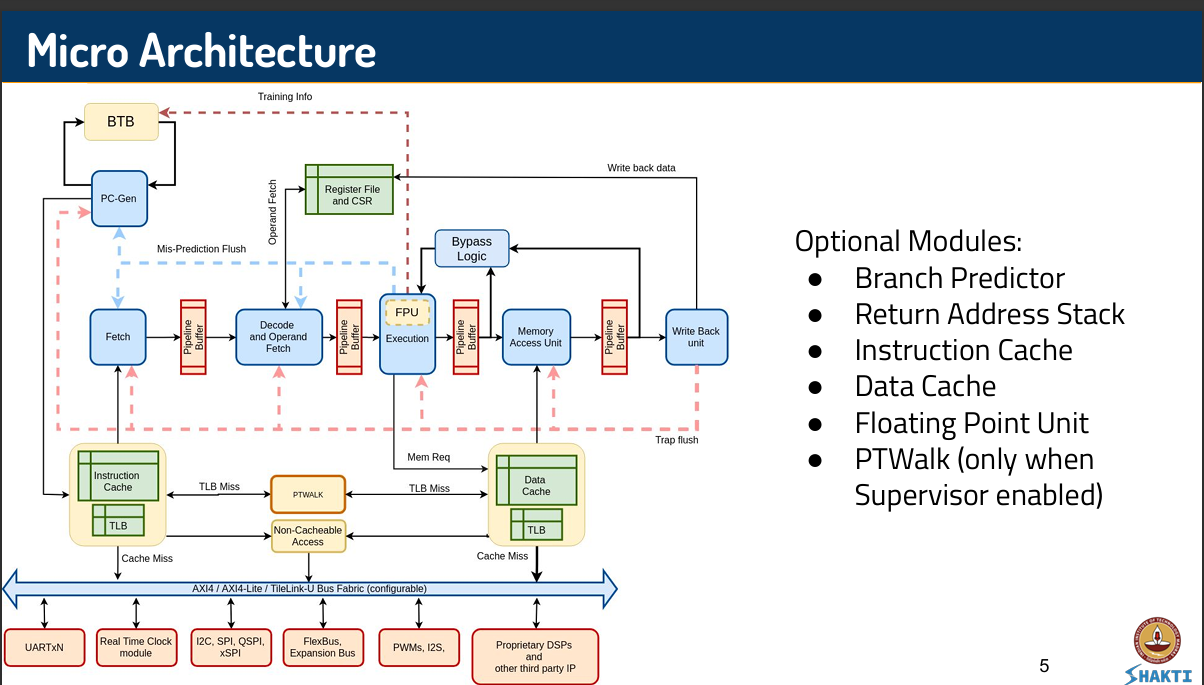 Micro Architecture
Training Info
BTB
Write back data
PC-Gen
Operand Fetch
Register File
and CSR
Mis-Prediction Flush
Bypass
Logic
Fetch
Pipeline
Buffer
Decode
and Operand
Fetch
Pipeline
Buffer
FPU
Execution
Pipeline
Buffer
Memory
Access Unit
Pipeline
Buffer
Write Back
unit
Trap flush
Mem Req
Instruction
Cache
TLB
TLB Miss
PTWALK
TLB Miss
Data
Cache
TLB
Non-Cacheable
Access
Cache Miss
Cache Miss
AXI4 / AXI4-Lite / TileLink-U Bus Fabric (configurable)
UARTxN
Real Time Clock
module
I2C, SPI, QSPI,
xSPI
FlexBus,
Expansion Bus
PWMs, I2S,
Proprietary DSPs
and
other third party IP
Optional Modules:
● Branch Predictor
● Return Address Stack
● Instruction Cache
● Data Cache
● Floating Point Unit
● PTWalk (only when
Supervisor enabled)
5
SHAKTI